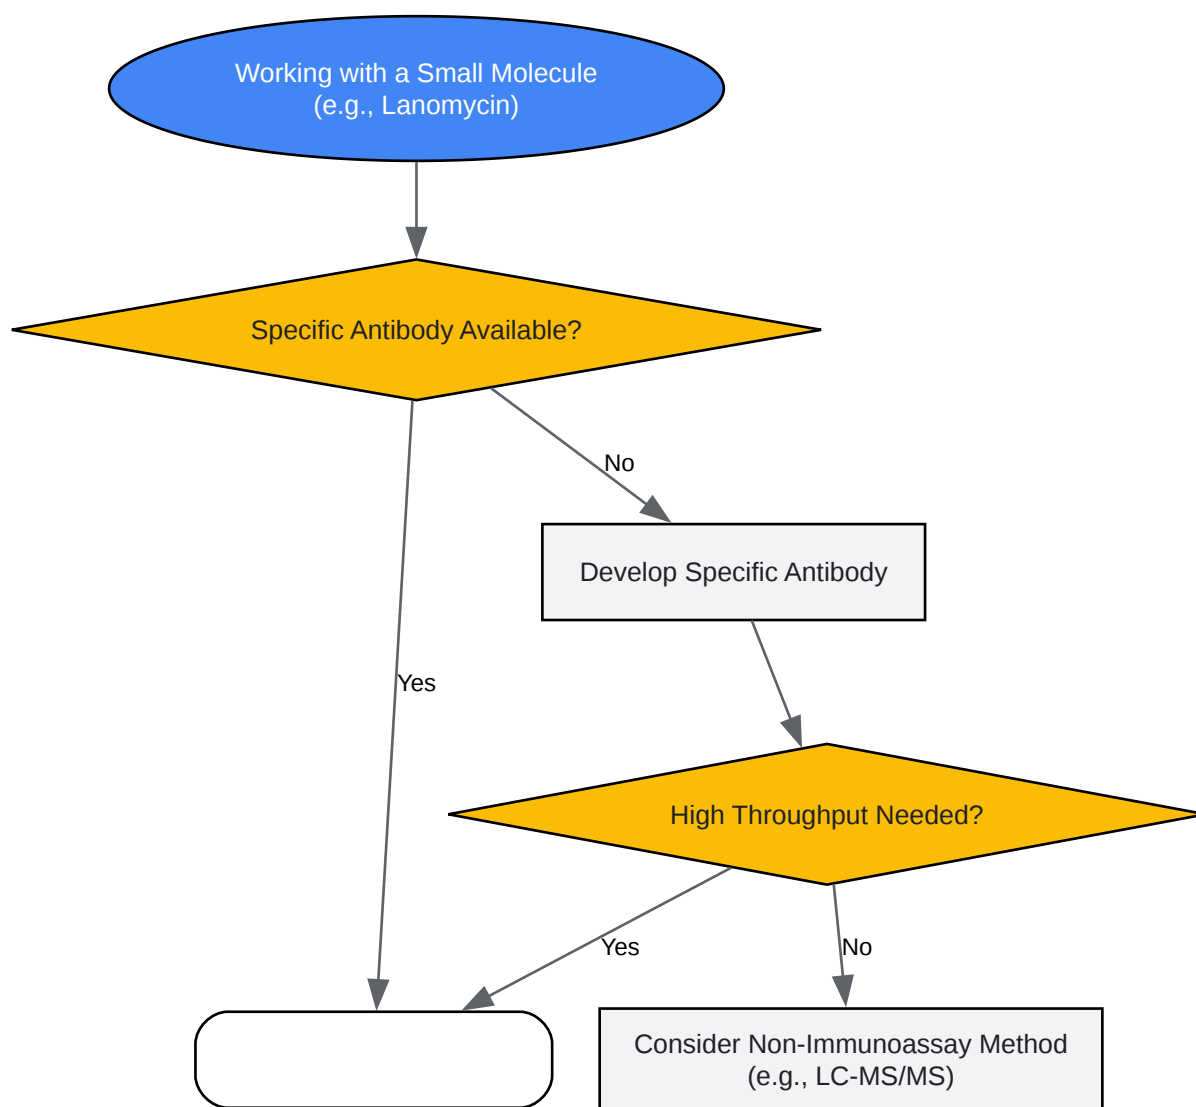 Working with a Small Molecule
(e.g., Lanomycin)
Specific Antibody Available?
No
Develop Specific Antibody
Yes
High Throughput Needed?
Yes
No
Consider Non-Immunoassay Method
(e.g., LC-MS/MS)